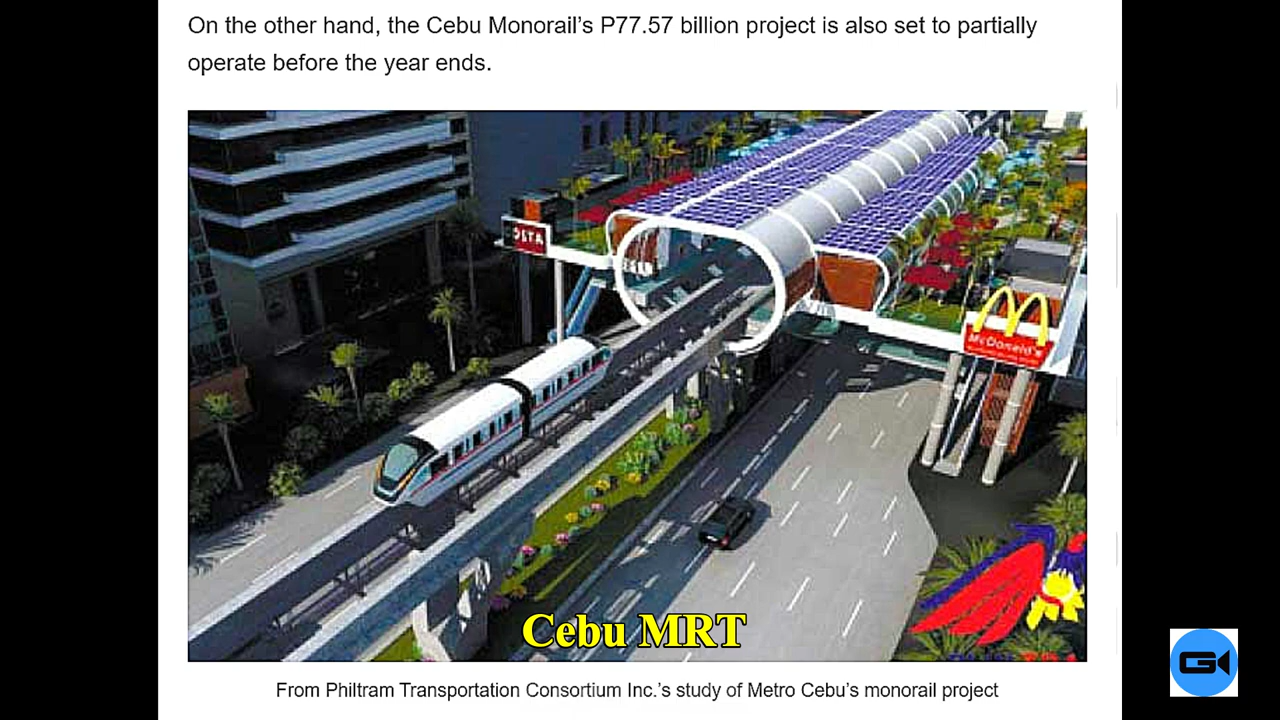 On the other hand, the Cebu Monorail’s P77.57 billion project is also set to partially
operate before the year ends.
McDonald's
Cebu MRT
From Philtram Transportation Consortium Inc.’s study of Metro Cebu’s monorail project